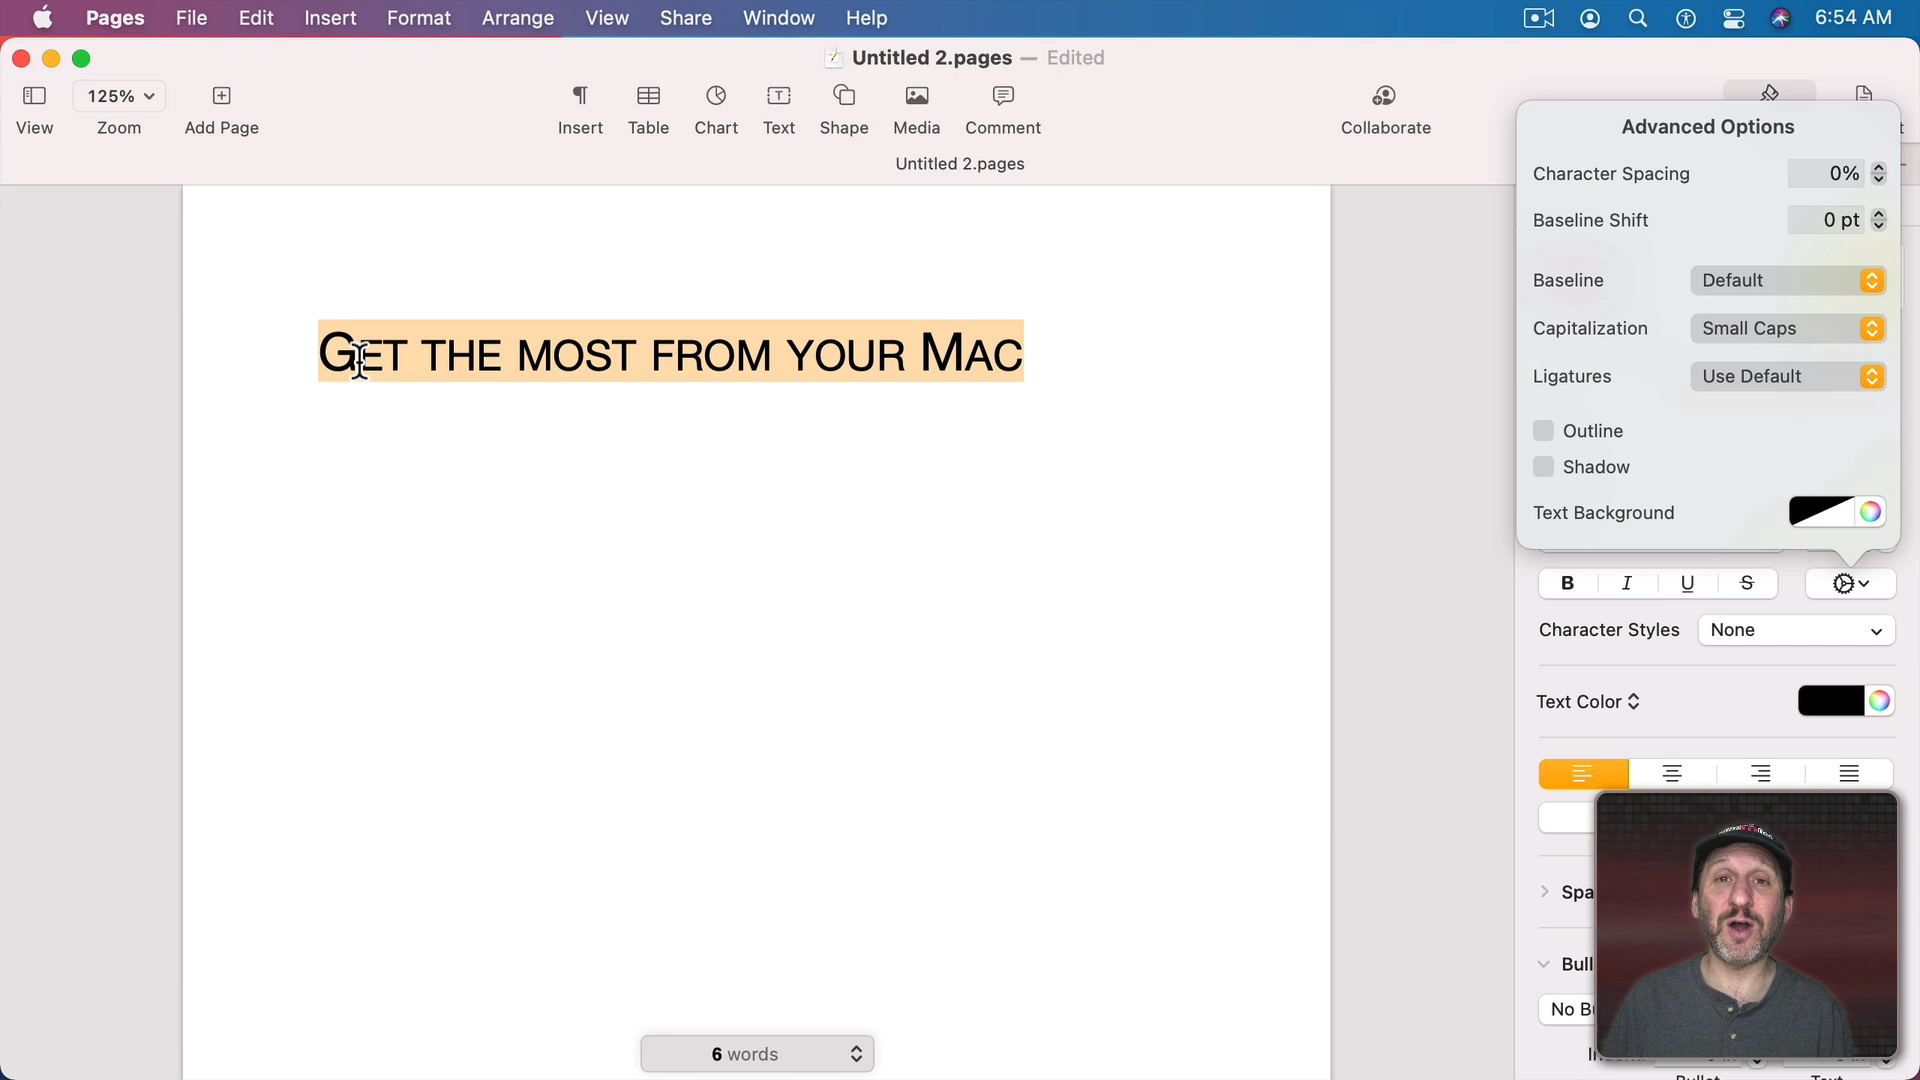 Pages File Edit Insert Format Arrange View Share Window Help 6:54 AM
Untitled 2.pages — Edited
125%
View Zoom Add Page Insert Table Chart Text Shape Media Comment Collaborate
Untitled 2.pages
Advanced Options
Character Spacing 0%
Baseline Shift 0 pt
Baseline Default
Capitalization Small Caps
Ligatures Use Default
Outline
Shadow
Text Background
Get the most from your Mac
B I U S
Character Styles None
Text Color
Spa
Bull
No B
6 words